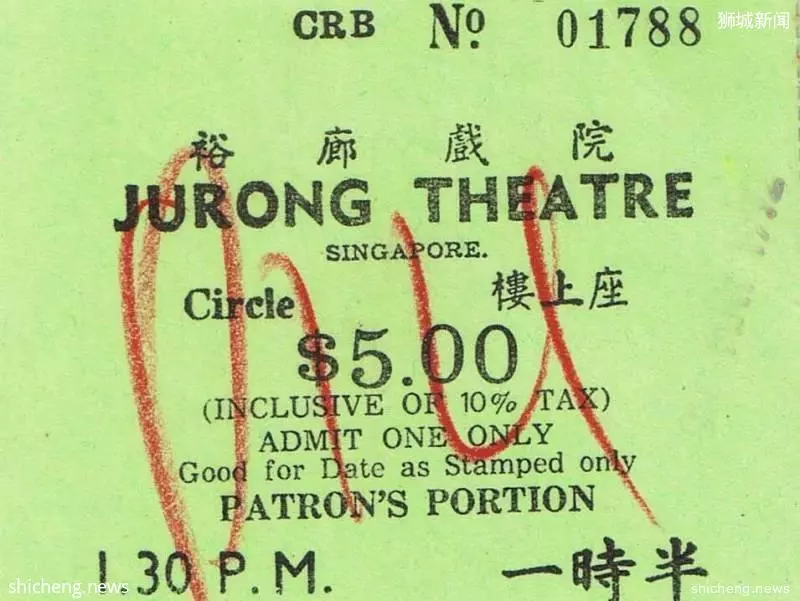 狮城新闻
CRB Nº 01788
裕廊戲院
JURONG THEATRE
SINGAPORE.
Circle 樓上座
$5.00
(INCLUSIVE OF 10% TAX)
ADMIT ONE ONLY
Good for Date as Stamped only
PATRON'S PORTION
1.30 P.M. 一時半
shicheng.news
shicheng.news